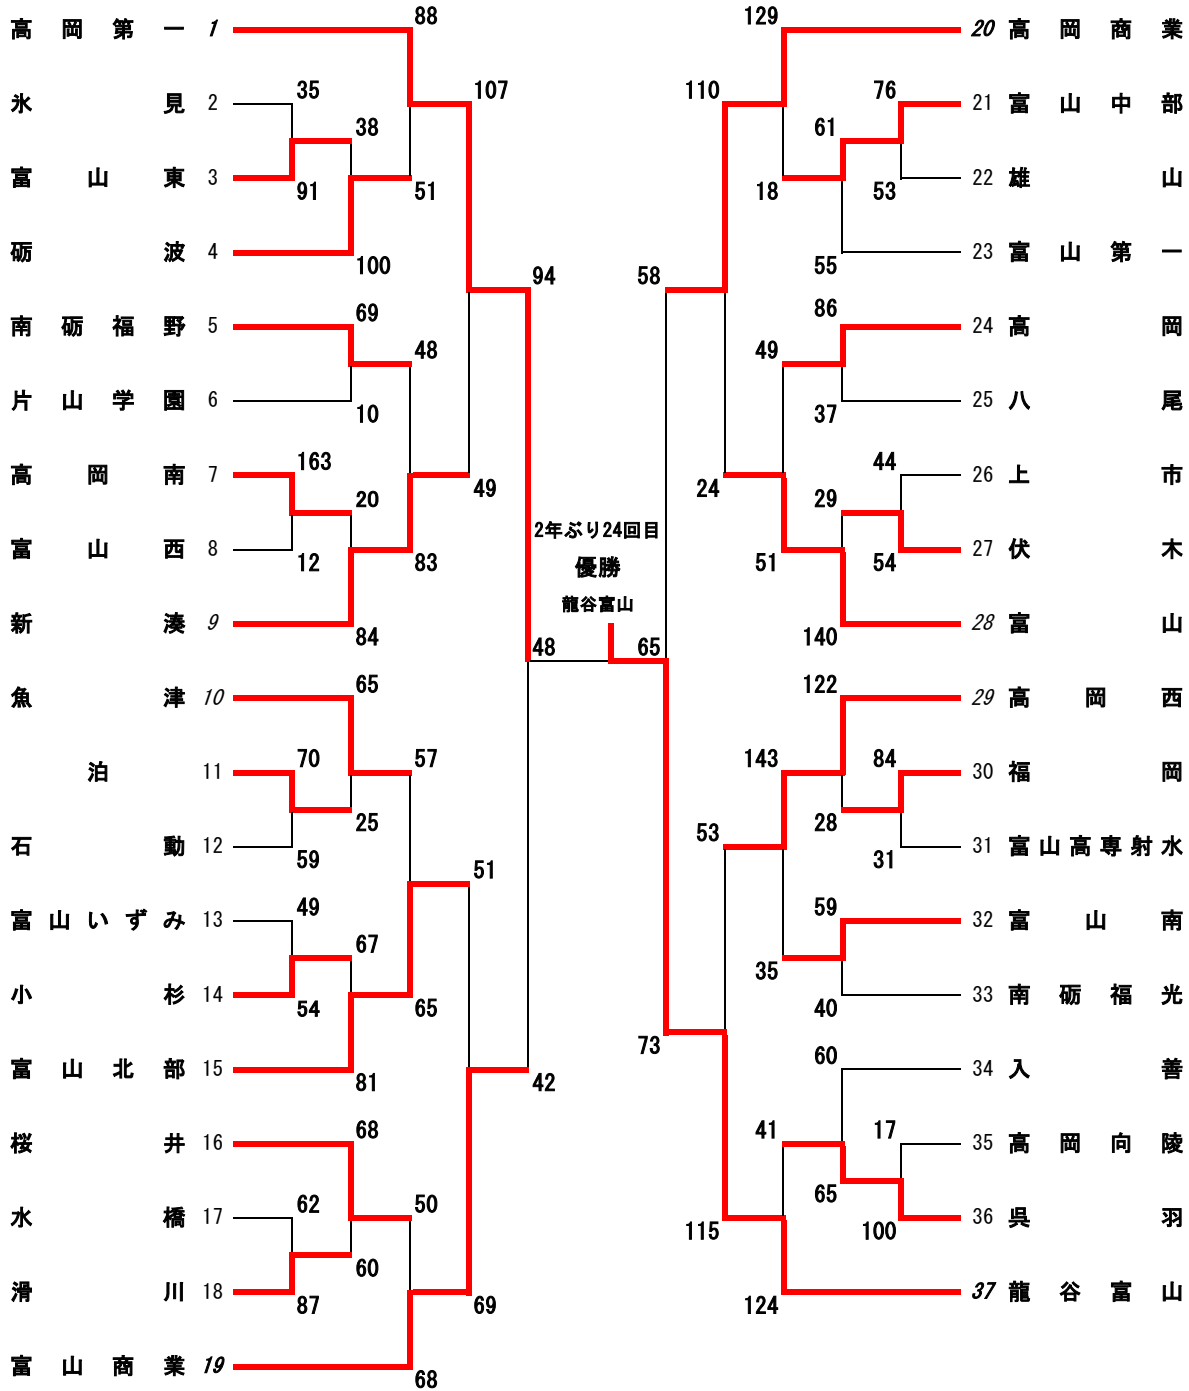 高岡第一 1
氷見 2
富山東 3
砺波 4
南砺福野 5
片山学園 6
高岡南 7
富山西 8
新湊 9
魚津 10
泊 11
石動 12
富山いずみ 13
小杉 14
富山北部 15
桜井 16
水橋 17
滑川 18
富山商業 19
88
35
107
38
91
51
100
94
69
48
10
163
20
49
12
83
84
48
65
70
57
25
59
51
49
67
54
65
81
42
68
62
50
60
87
69
68
2年ぶり24回目
優勝
龍谷富山
65
129
110
76
61
18
53
55
58
86
49
37
44
24
29
51
54
140
122
143
84
28
53
31
59
35
40
73
60
41
17
65
115
100
124
20 高岡商業
21 富山中部
22 雄山
23 富山第一
24 高岡
25 八尾
26 上市
27 伏木
28 富山
29 高岡西
30 福岡
31 富山高専射水
32 富山南
33 南砺福光
34 入善
35 高岡向陵
36 呉羽
37 龍谷富山